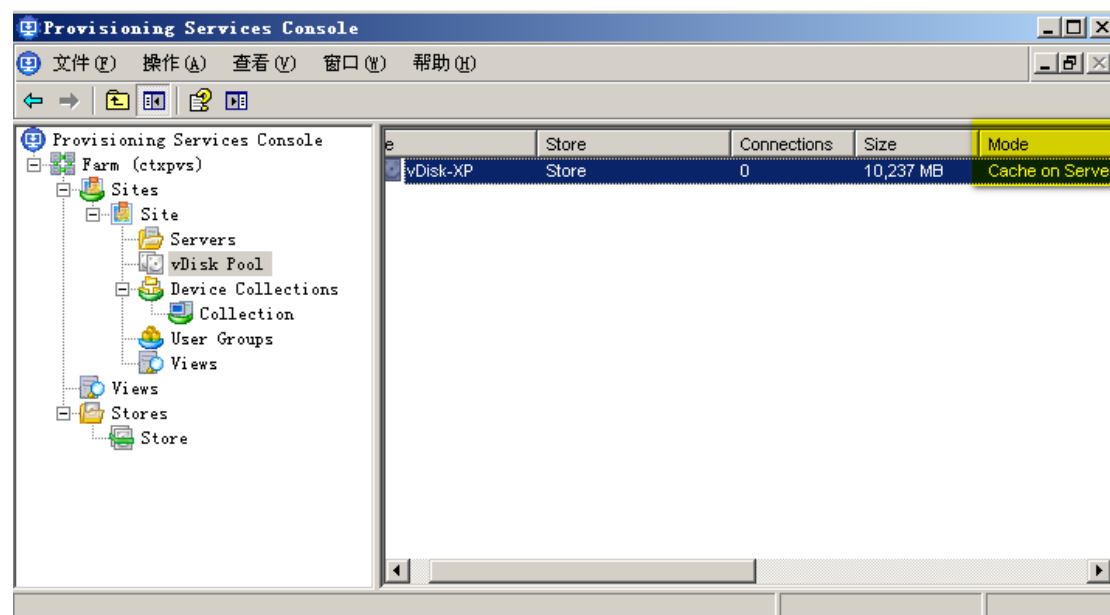 Provisioning Services Console
文件(F) 操作(A) 查看(V) 窗口(W) 帮助(H)
Provisioning Services Console
Farm (ctxpvs)
Sites
Site
Servers
vDisk Pool
Device Collections
Collection
User Groups
Views
Views
Stores
Store
e Store Connections Size Mode
vDisk-XP Store 0 10,237 MB Cache on Serve